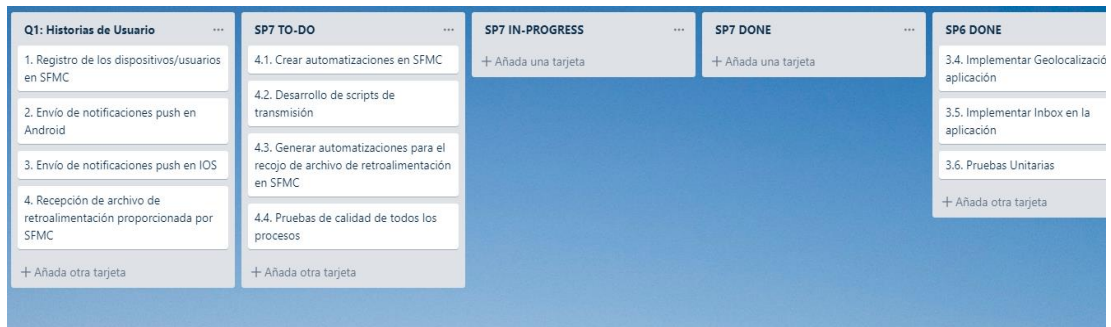 Q1: Historias de Usuario
1. Registro de los dispositivos/usuarios
en SFMC
2. Envío de notificaciones push en
Android
3. Envío de notificaciones push en IOS
4. Recepción de archivo de
retroalimentación proporcionada por
SFMC
+ Añada otra tarjeta
SP7 TO-DO
4.1. Crear automatizaciones en SFMC
4.2. Desarrollo de scripts de
transmisión
4.3. Generar automatizaciones para el
recojo de archivo de retroalimentación
en SFMC
4.4. Pruebas de calidad de todos los
procesos
+ Añada otra tarjeta
SP7 IN-PROGRESS
+ Añada una tarjeta
SP7 DONE
+ Añada una tarjeta
SP6 DONE
3.4. Implementar Geolocalizació
aplicación
3.5. Implementar Inbox en la
aplicación
3.6. Pruebas Unitarias
+ Añada otra tarjeta